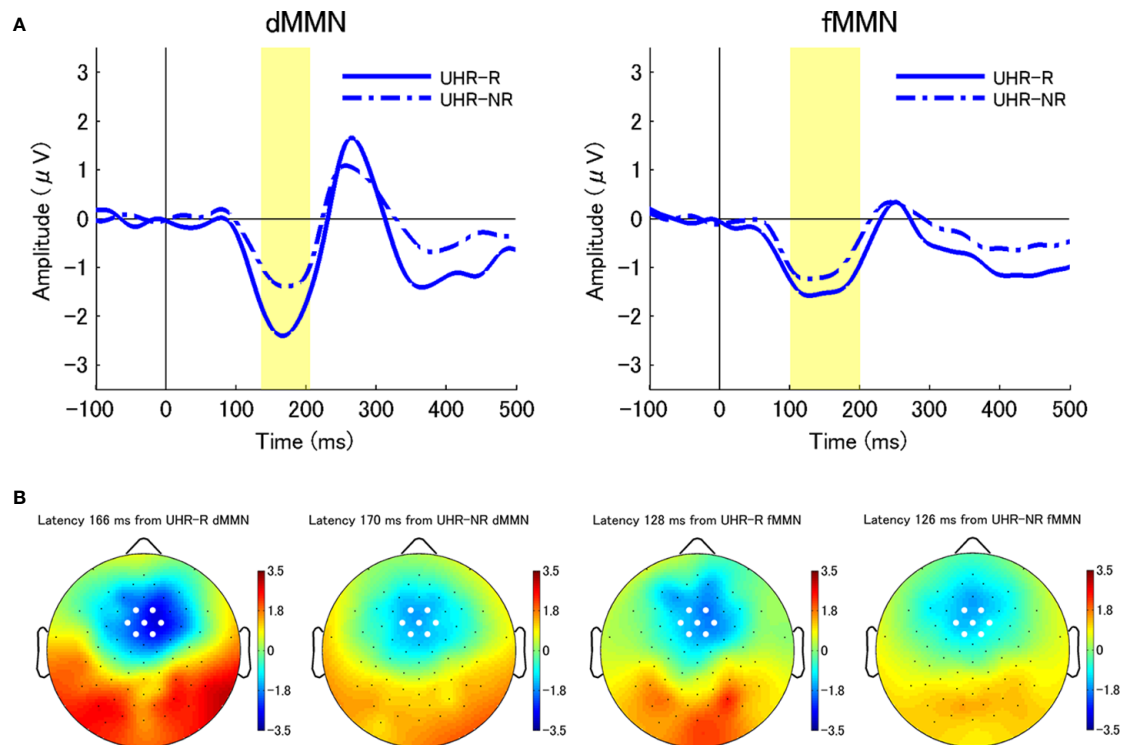 A
dMMN
fMMN
UHR-R
UHR-NR
3
2
1
0
-1
-2
-3
Amplitude ( μ V)
-100 0 100 200 300 400 500
Time (ms)
UHR-R
UHR-NR
3
2
1
0
-1
-2
-3
Amplitude ( μ V)
-100 0 100 200 300 400 500
Time (ms)
B
Latency 166 ms from UHR-R dMMN
3.5
1.8
0
-1.8
-3.5
Latency 170 ms from UHR-NR dMMN
3.5
1.8
0
-1.8
-3.5
Latency 128 ms from UHR-R fMMN
3.5
1.8
0
-1.8
-3.5
Latency 126 ms from UHR-NR fMMN
3.5
1.8
0
-1.8
-3.5